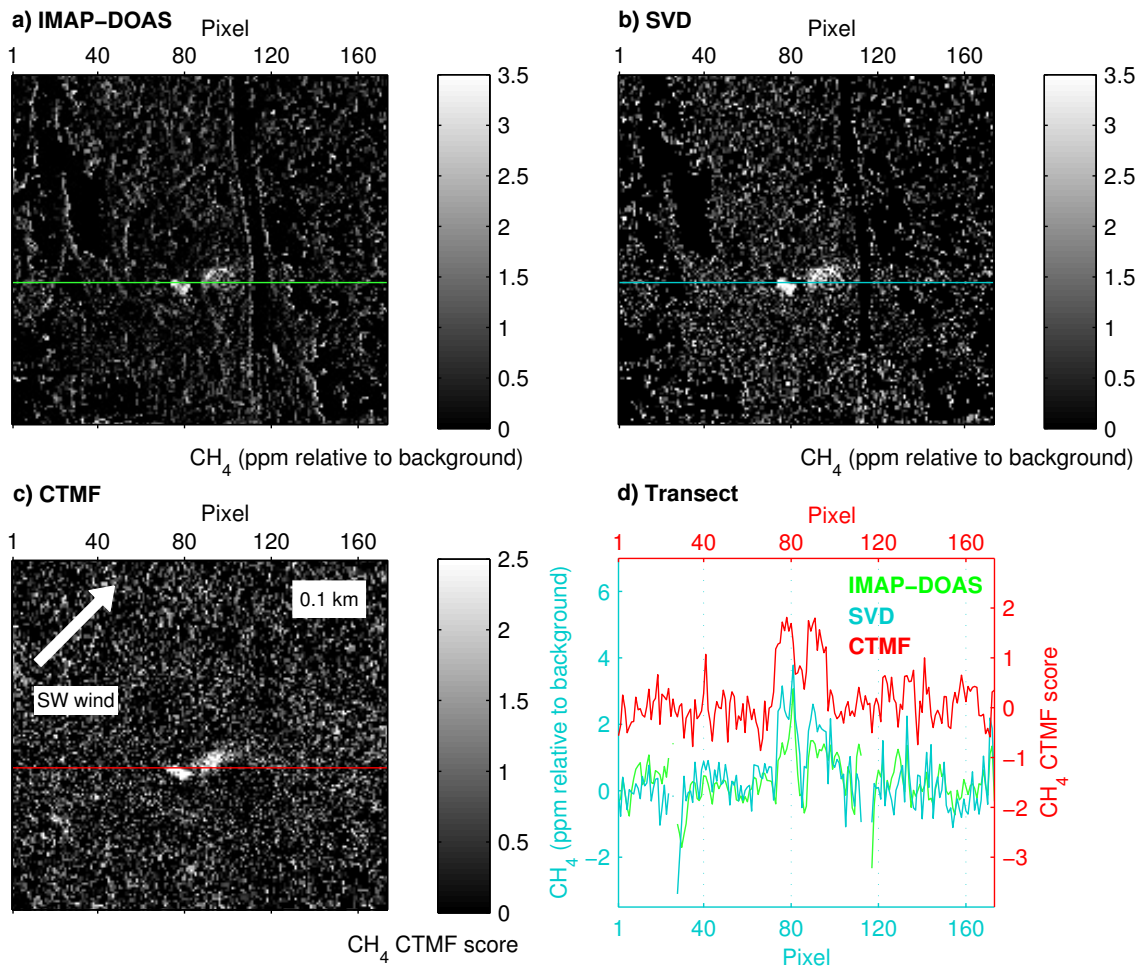 a) IMAP−DOAS
Pixel
1 40 80 120 160
3.5
3
2.5
2
1.5
1
0.5
0
CH4 (ppm relative to background)
b) SVD
Pixel
1 40 80 120 160
3.5
3
2.5
2
1.5
1
0.5
0
CH4 (ppm relative to background)
c) CTMF
Pixel
1 40 80 120 160
0.1 km
SW wind
2.5
2
1.5
1
0.5
0
CH4 CTMF score
d) Transect
Pixel
1 40 80 120 160
IMAP−DOAS
SVD
CTMF
6
4
2
0
−2
CH4 (ppm relative to background)
2
1
0
−1
−2
−3
CH4 CTMF score
1 40 80 120 160
Pixel